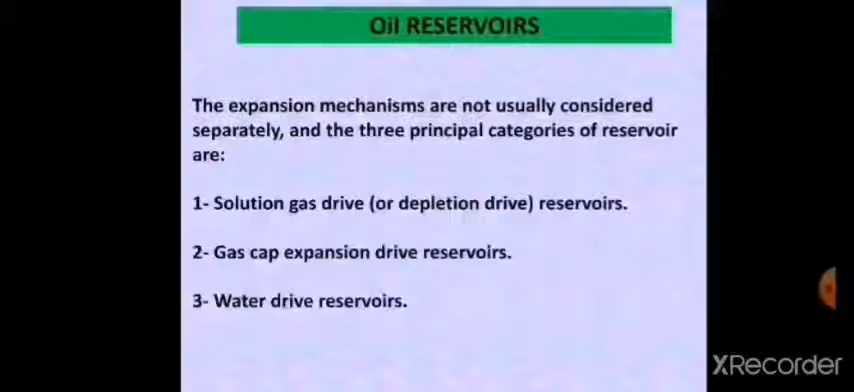 Oil RESERVOIRS
The expansion mechanisms are not usually considered
separately, and the three principal categories of reservoir
are:
1- Solution gas drive (or depletion drive) reservoirs.
2- Gas cap expansion drive reservoirs.
3- Water drive reservoirs.
XRecorder